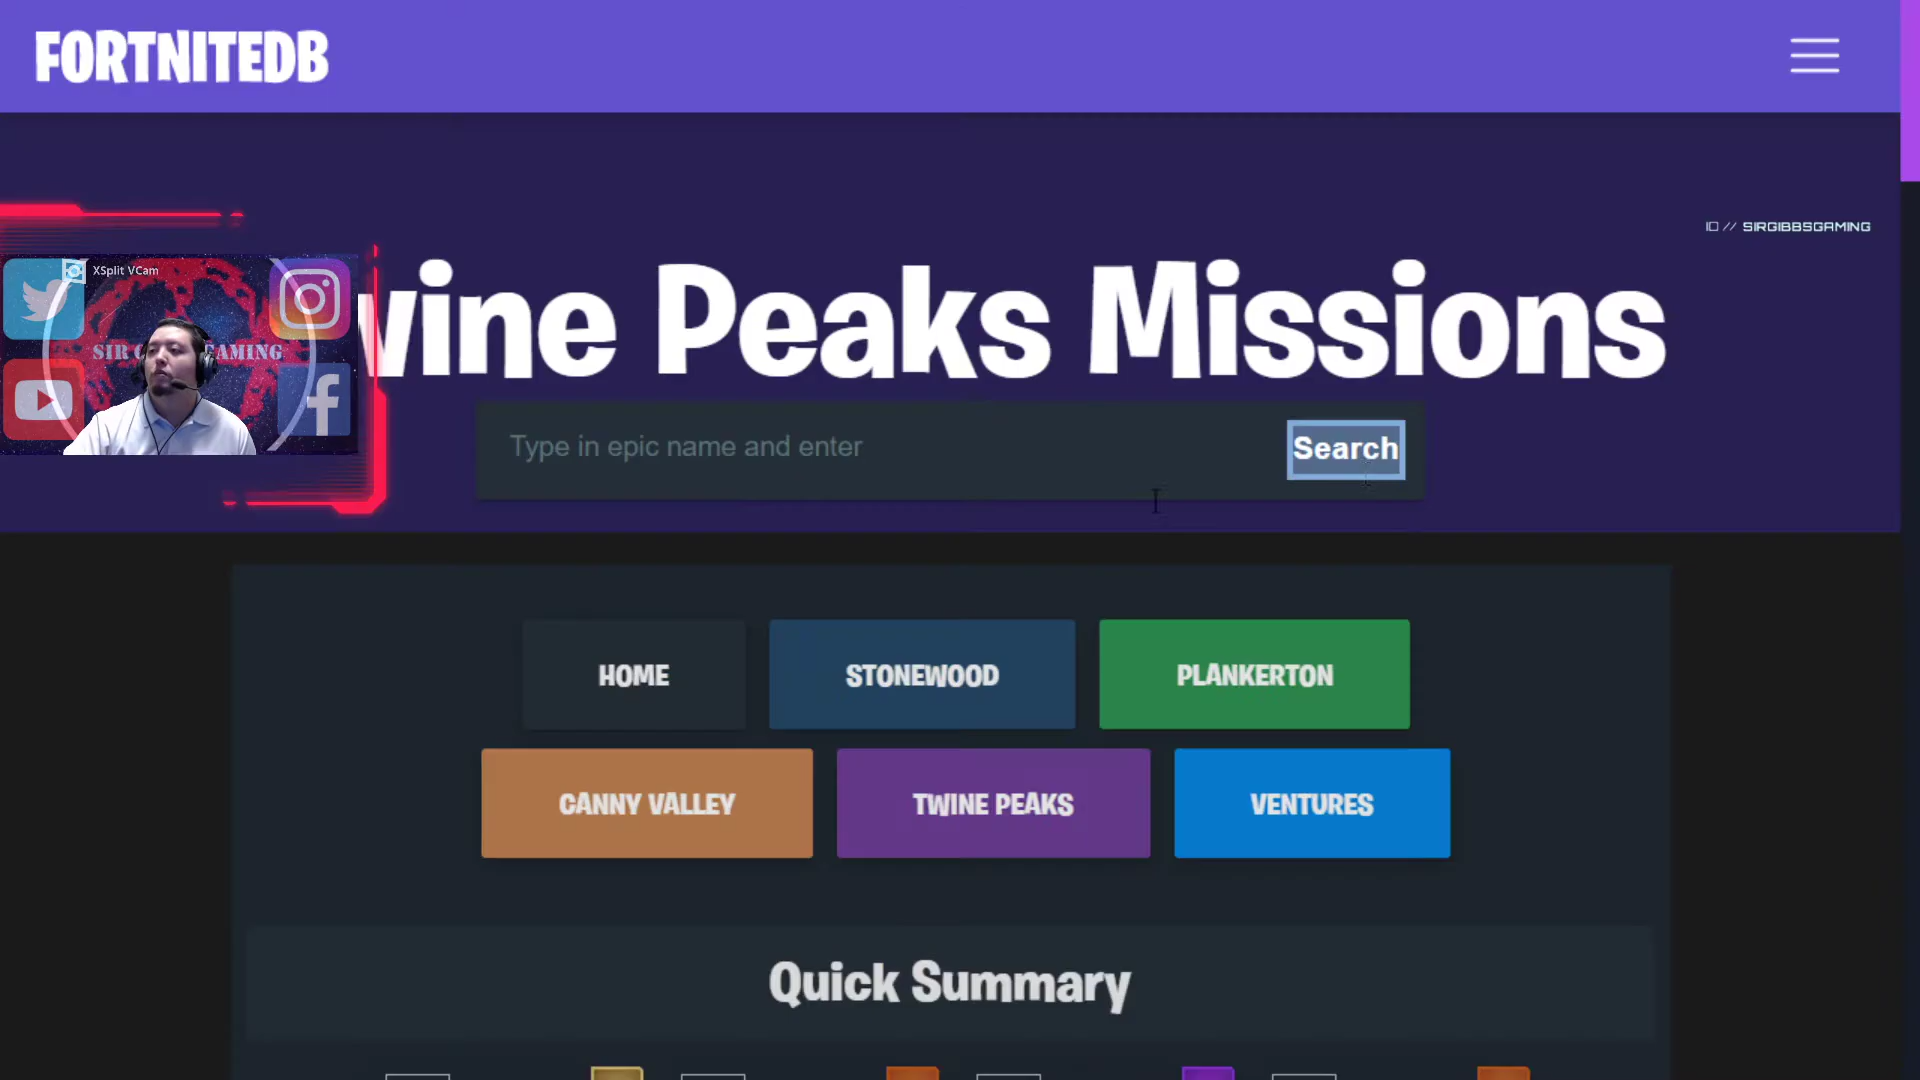 FORTNITEDB
ID // SIRGIBBSGAMING
XSplit VCam
wine Peaks Missions
SIR G AMING
Type in epic name and enter
Search
HOME
STONEWOOD
PLANKERTON
CANNY VALLEY
TWINE PEAKS
VENTURES
Quick Summary